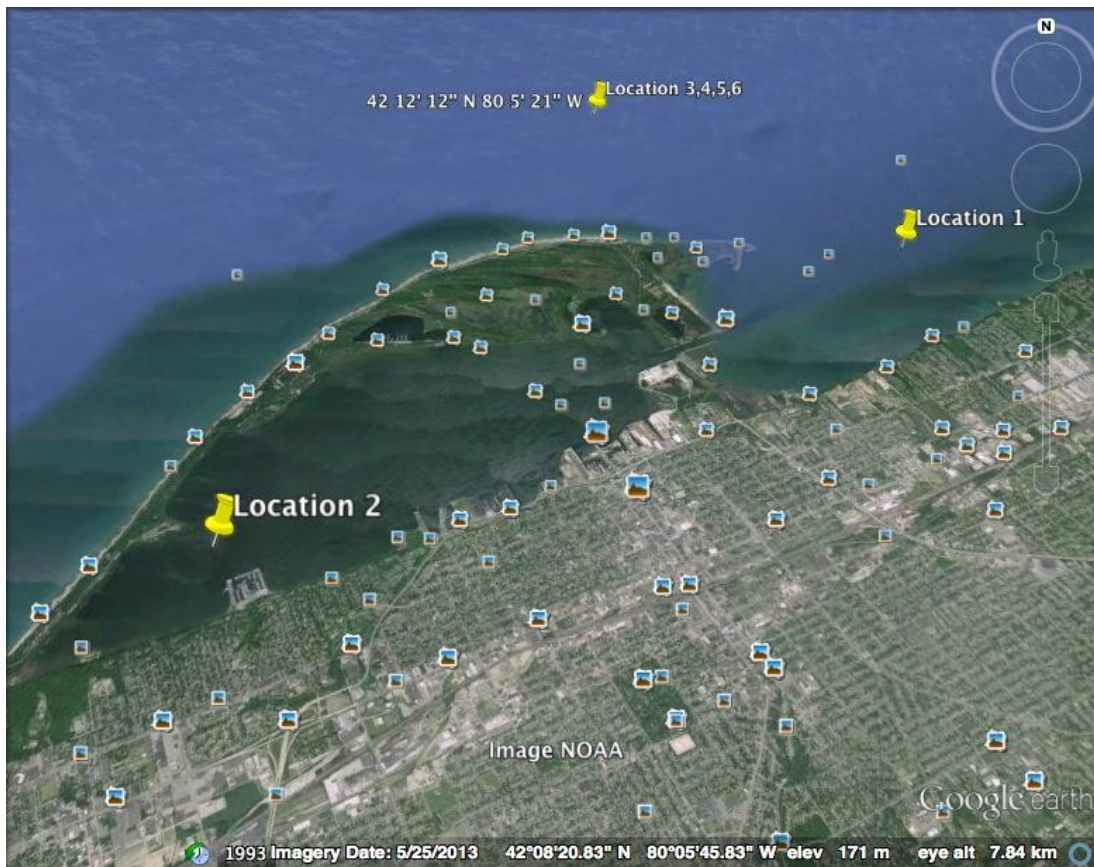 N
Location 3,4,5,6
42 12' 12" N 80 5' 21" W
Location 1
Location 2
Image NOAA
Google earth
1993 Imagery Date: 5/25/2013 42°08'20.83" N 80°05'45.83" W elev 171 m eye alt 7.84 km